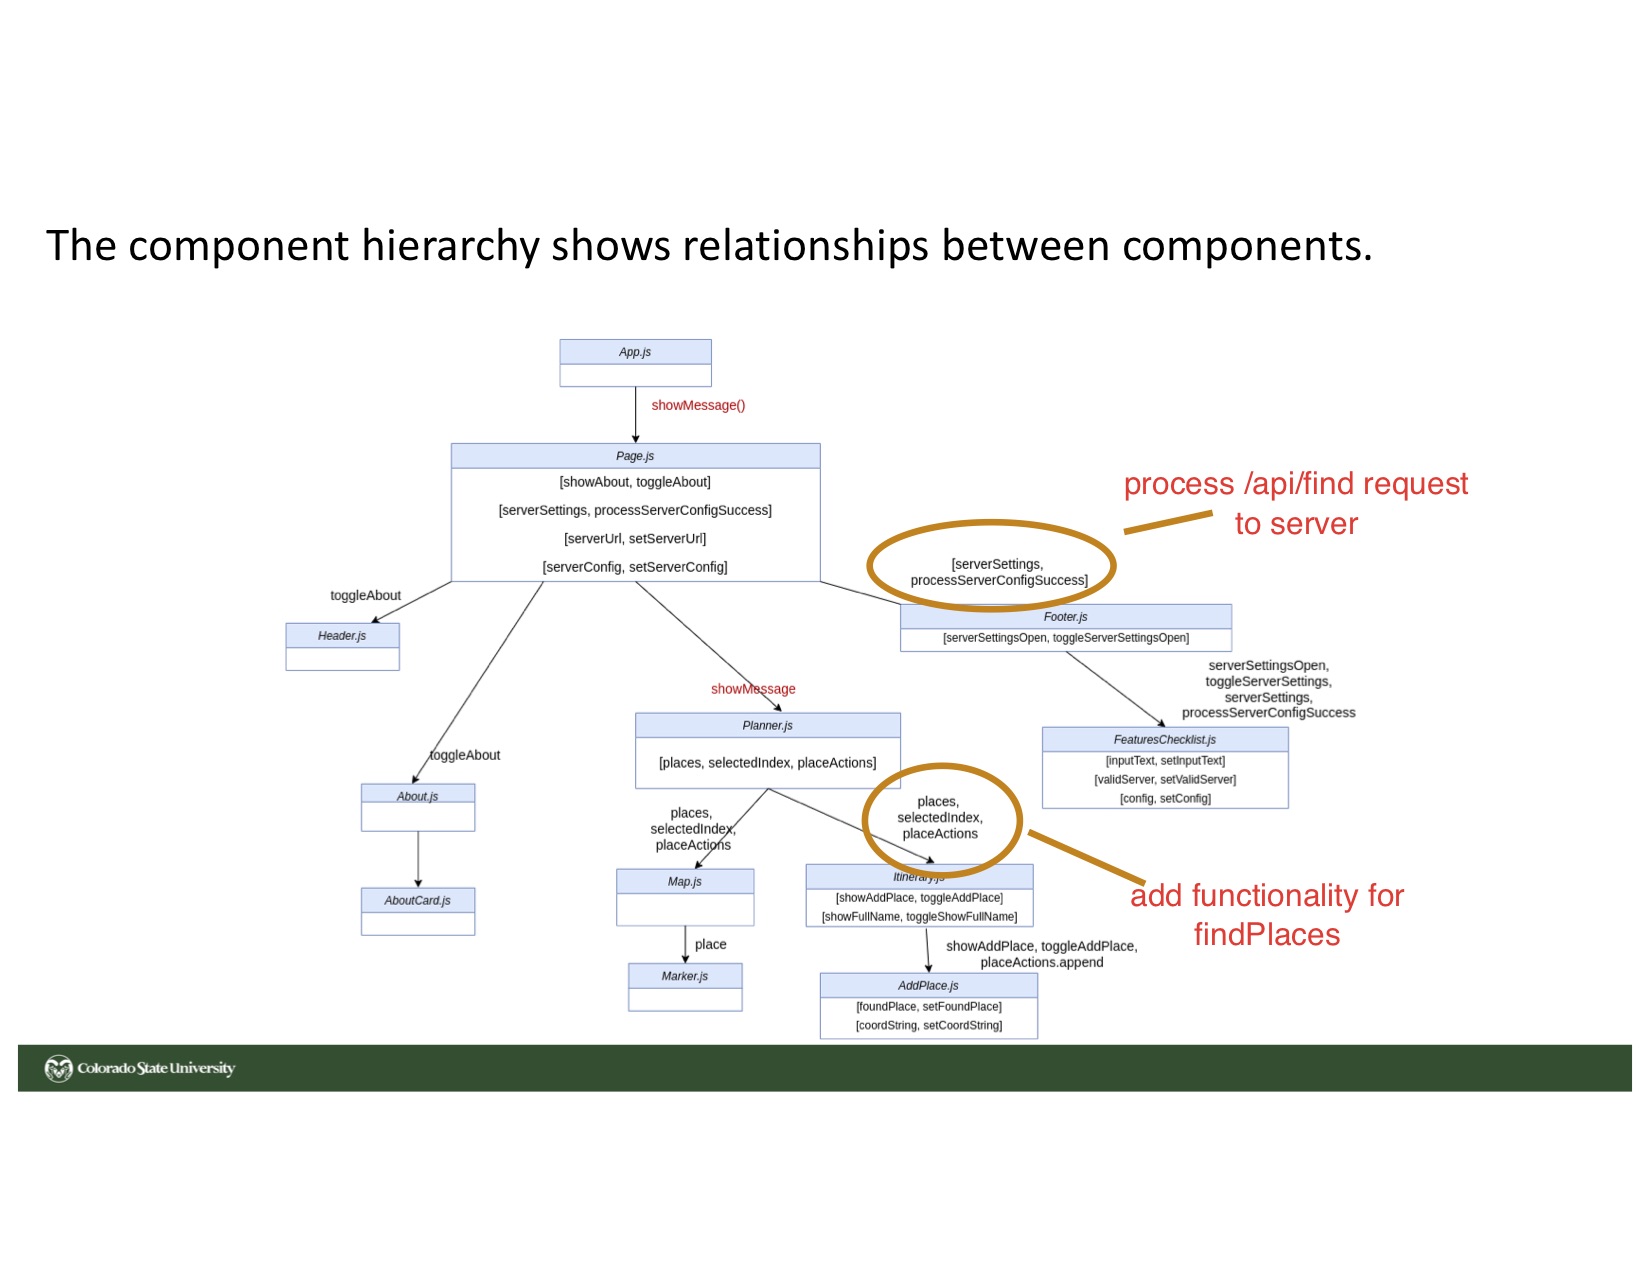 The component hierarchy shows relationships between components.
App.js
showMessage()
Page.js
[showAbout, toggleAbout]
[serverSettings, processServerConfigSuccess]
[serverUrl, setServerUrl]
[serverConfig, setServerConfig]
process /api/find request
to server
[serverSettings,
processServerConfigSuccess]
toggleAbout
Header.js
Footer.js
[serverSettingsOpen, toggleServerSettingsOpen]
serverSettingsOpen,
toggleServerSettings,
serverSettings,
processServerConfigSuccess
showMessage
Planner.js
[places, selectedIndex, placeActions]
FeaturesChecklist.js
[inputText, setInputText]
[validServer, setValidServer]
[config, setConfig]
toggleAbout
About.js
AboutCard.js
places,
selectedIndex,
placeActions
places,
selectedIndex,
placeActions
Map.js
place
Marker.js
Itinerary.js
[showAddPlace, toggleAddPlace]
[showFullName, toggleShowFullName]
add functionality for
findPlaces
showAddPlace, toggleAddPlace,
placeActions.append
AddPlace.js
[foundPlace, setFoundPlace]
[coordString, setCoordString]
Colorado State University